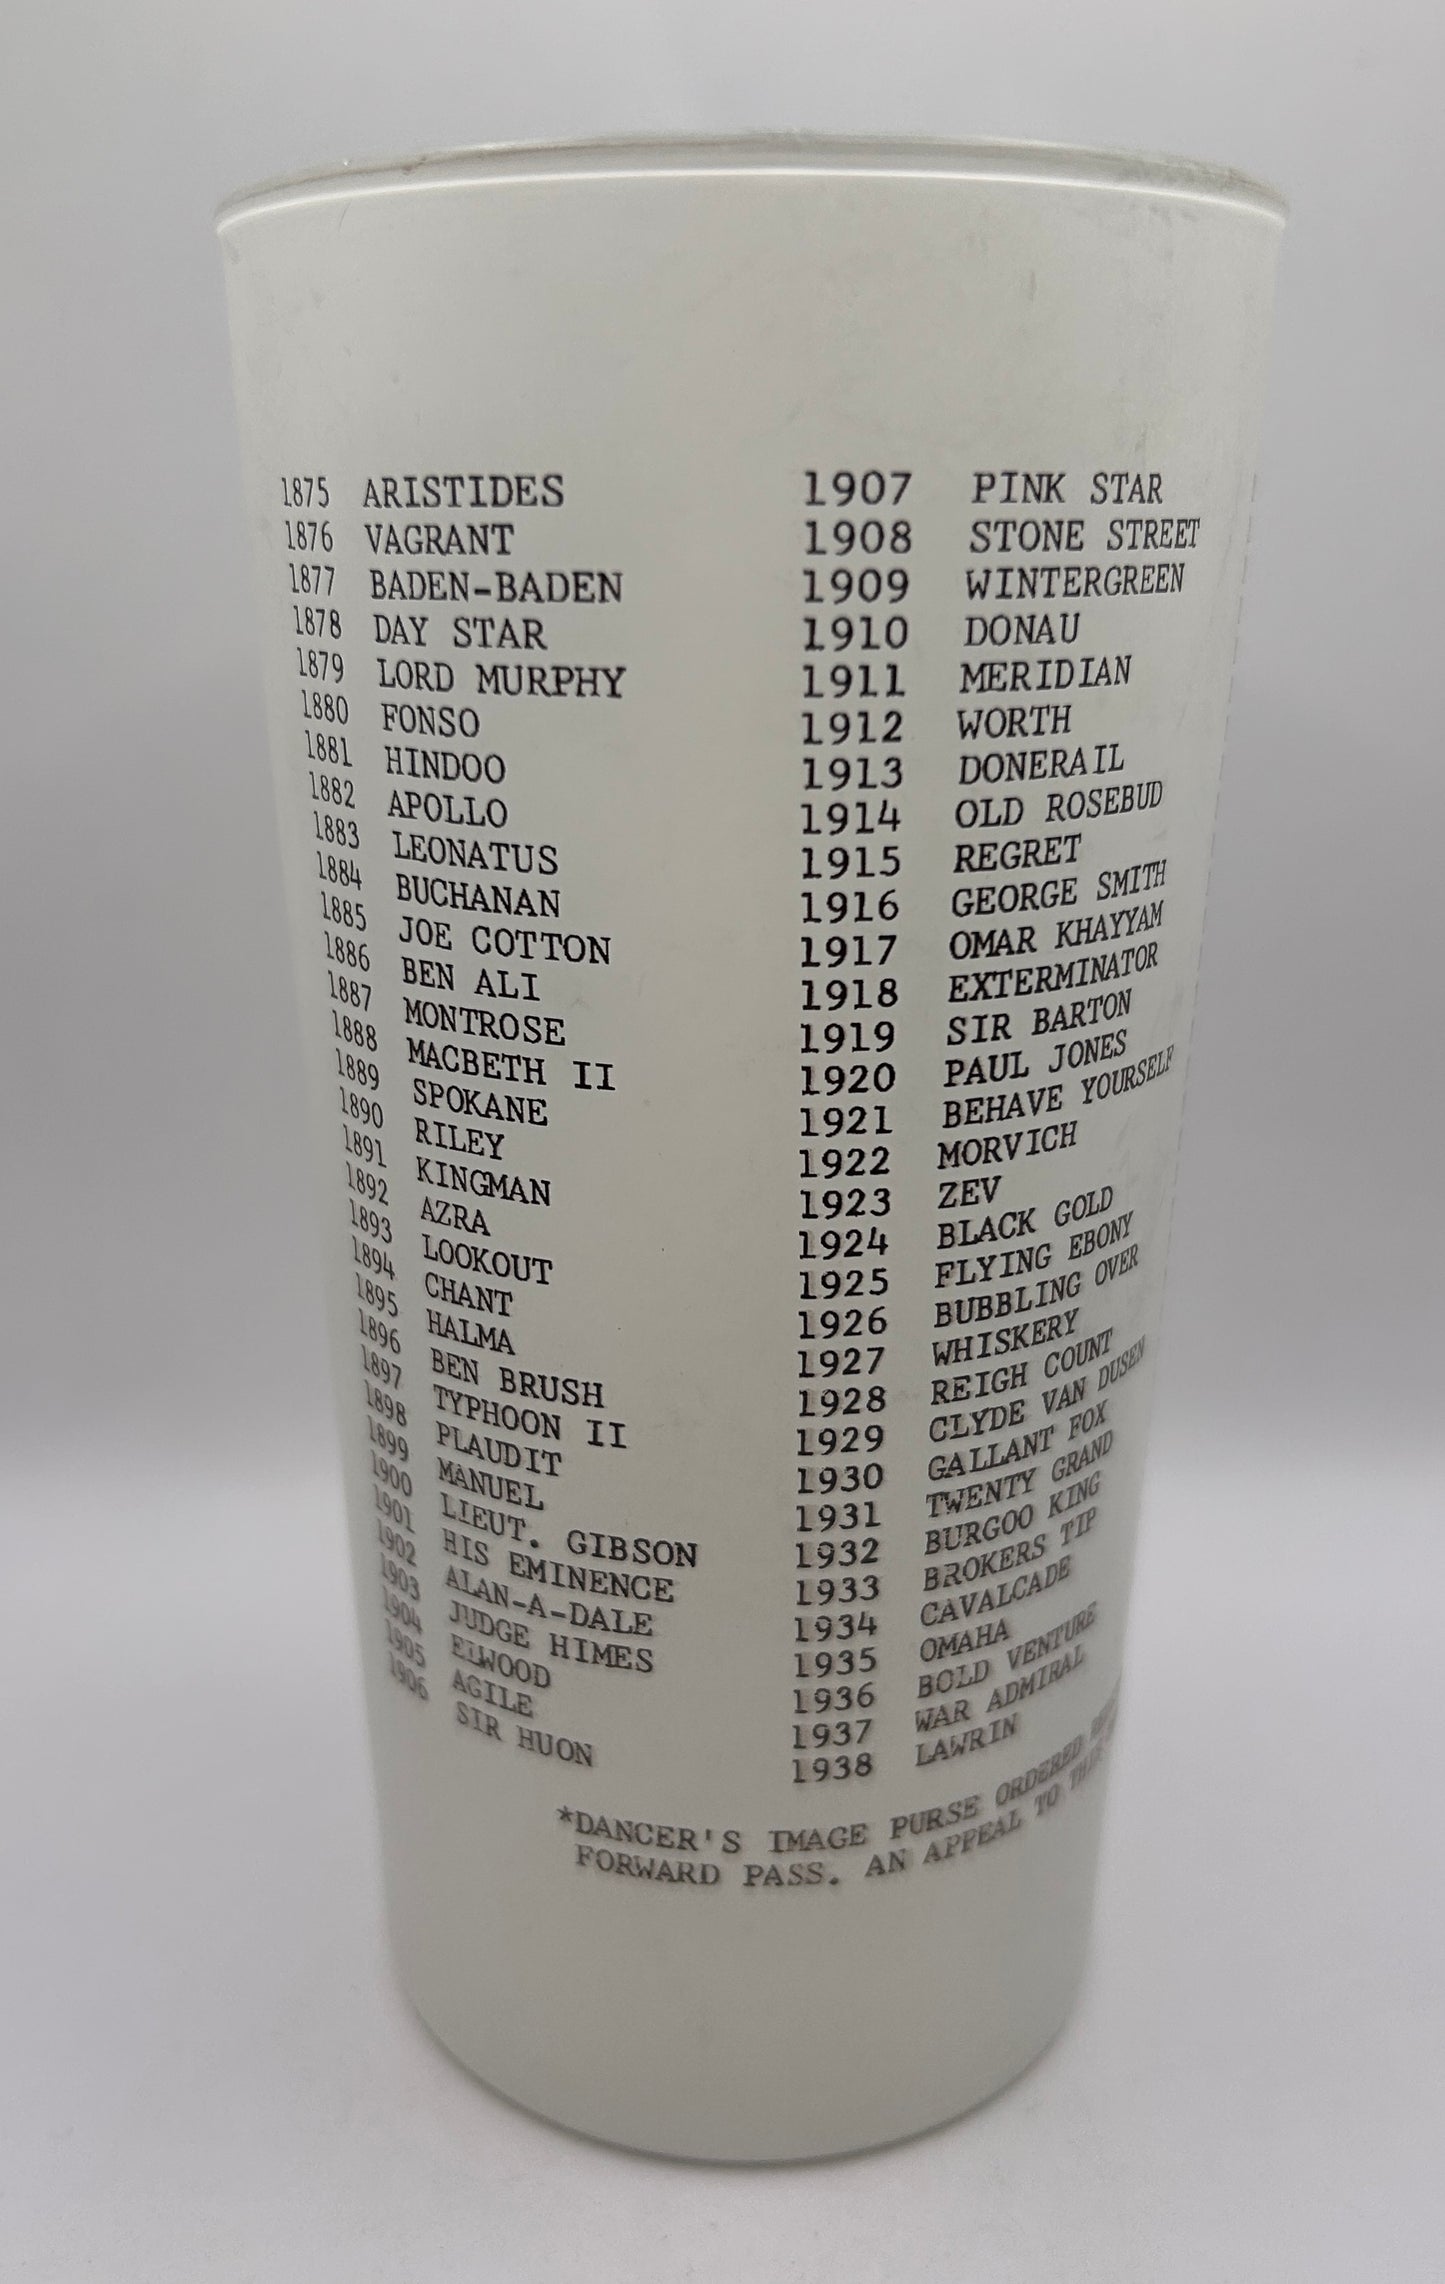 1875 ARISTIDES
1876 VAGRANT
1877 BADEN-BADEN
1878 DAY STAR
1879 LORD MURPHY
1880 FONSO
1881 HINDOO
1882 APOLLO
1883 LEONATUS
1884 BUCHANAN
1885 JOE COTTON
1886 BEN ALI
1887 MONTROSE
1888 MACBETH II
1889 SPOKANE
1890 RILEY
1891 KINGMAN
1892 AZRA
1893 LOOKOUT
1894 CHANT
1895 HALMA
1896 BEN BRUSH
1897 TYPHOON II
1898 PLAUDIT
1899 MANUEL
1900 LIEUT. GIBSON
1901 HIS EMINENCE
1902 ALAN-A-DALE
1903 JUDGE HIMES
1904 ELWOOD
1905 AGILE
1906 SIR HUON
1907 PINK STAR
1908 STONE STREET
1909 WINTERGREEN
1910 DONAU
1911 MERIDIAN
1912 WORTH
1913 DONERAIL
1914 OLD ROSEBUD
1915 REGRET
1916 GEORGE SMITH
1917 OMAR KHAYYAM
1918 EXTERMINATOR
1919 SIR BARTON
1920 PAUL JONES
1921 BEHAVE YOURSELF
1922 MORVICH
1923 ZEV
1924 BLACK GOLD
1925 FLYING EBONY
1926 BUBBLING OVER
1927 WHISKERY
1928 REIGH COUNT
1929 CLYDE VAN DUSEN
1930 GALLANT FOX
1931 TWENTY GRAND
1932 BURGOO KING
1933 BROKERS TIP
1934 CAVALCADE
1935 OMAHA
1936 BOLD VENTURE
1937 WAR ADMIRAL
1938 LAWRIN
*DANCER'S IMAGE PURSE ORDERED
FORWARD PASS. AN APPEAL TO